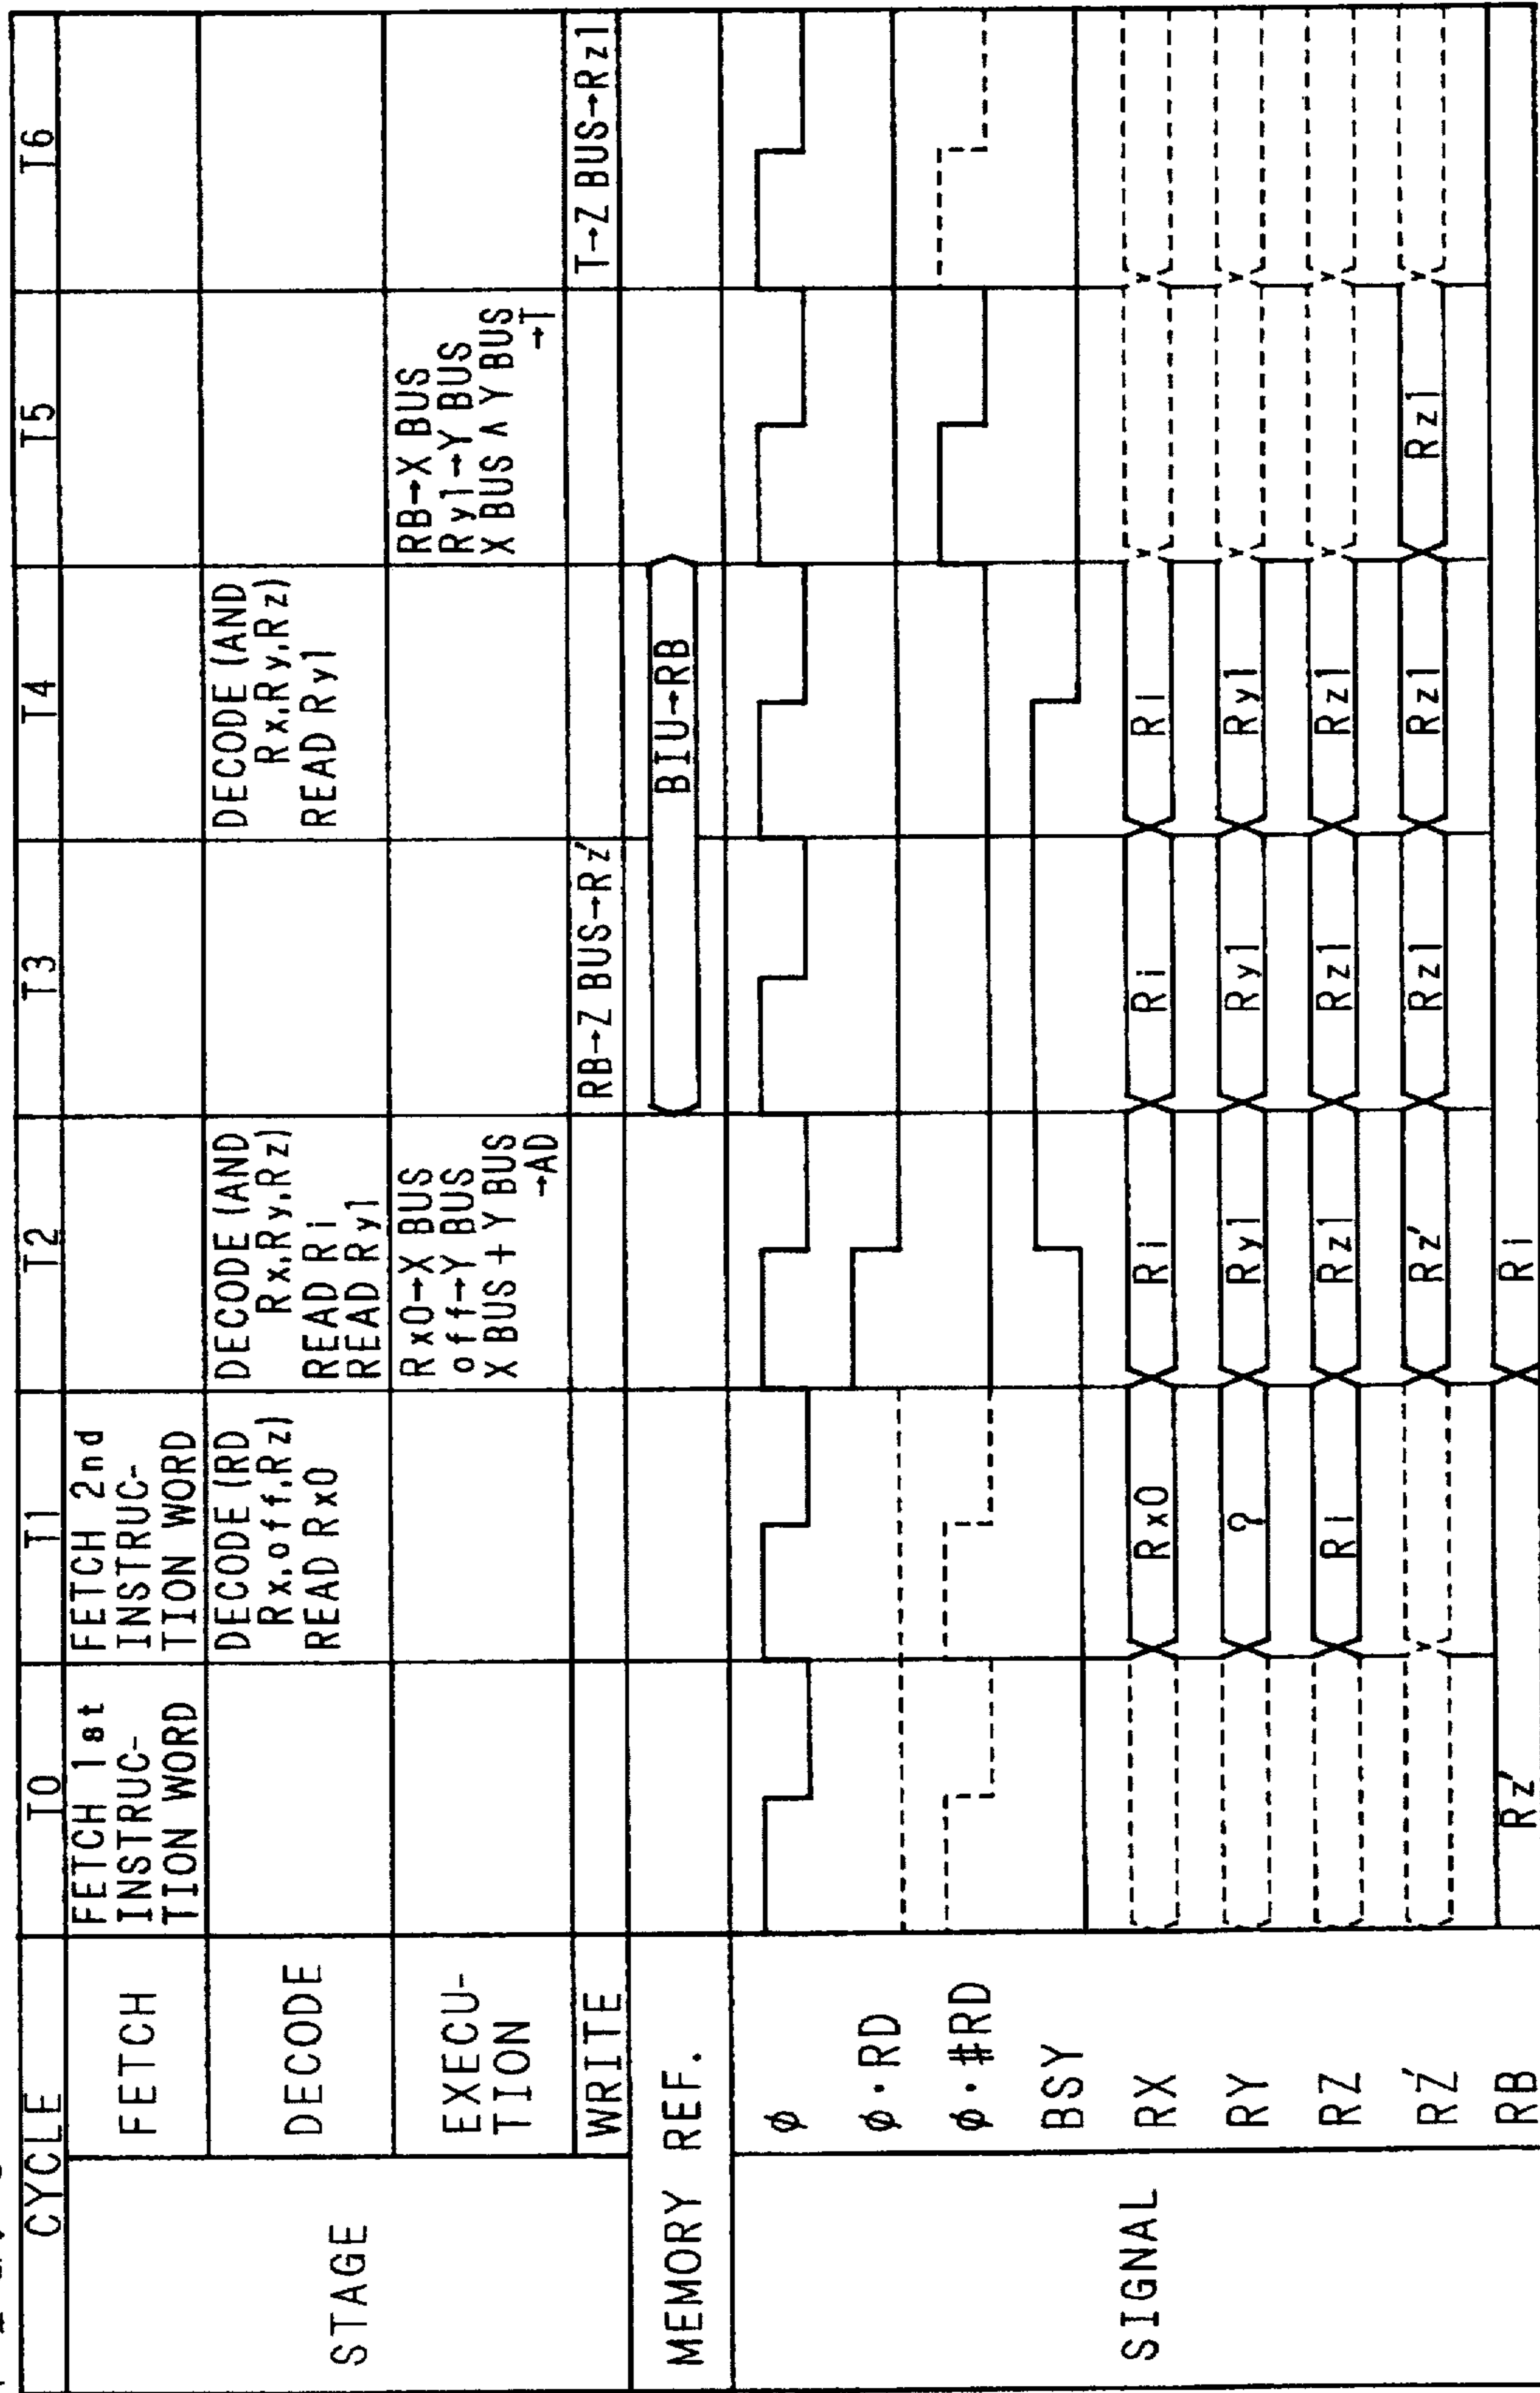 CYCLE T0 T1 T2 T3 T4 T5 T6
STAGE
FETCH
FETCH 1st
INSTRUC-
TION WORD
FETCH 2nd
INSTRUC-
TION WORD
DECODE
DECODE (RD
Rx,off,Rz)
READ Rx0
DECODE (AND
Rx,Ry,Rz)
READ Ri
READ Ry1
DECODE (AND
Rx,Ry,Rz)
READ Ry1
EXECU-
TION
Rx0→X BUS
off→Y BUS
X BUS + Y BUS
→AD
RB→X BUS
Ry1→Y BUS
X BUS ∧ Y BUS
→T
WRITE
RB→Z BUS→Rz'
T→Z BUS→Rz1
MEMORY REF.
BIU→RB
SIGNAL
ϕ
ϕ·RD
ϕ·#RD
BSY
RX Rx0 Ri Ri Ri
RY ? Ry1 Ry1 Ry1
RZ Ri Rz1 Rz1 Rz1
RZ' Rz' Rz1 Rz1 Rz1
RB Rz' Ri